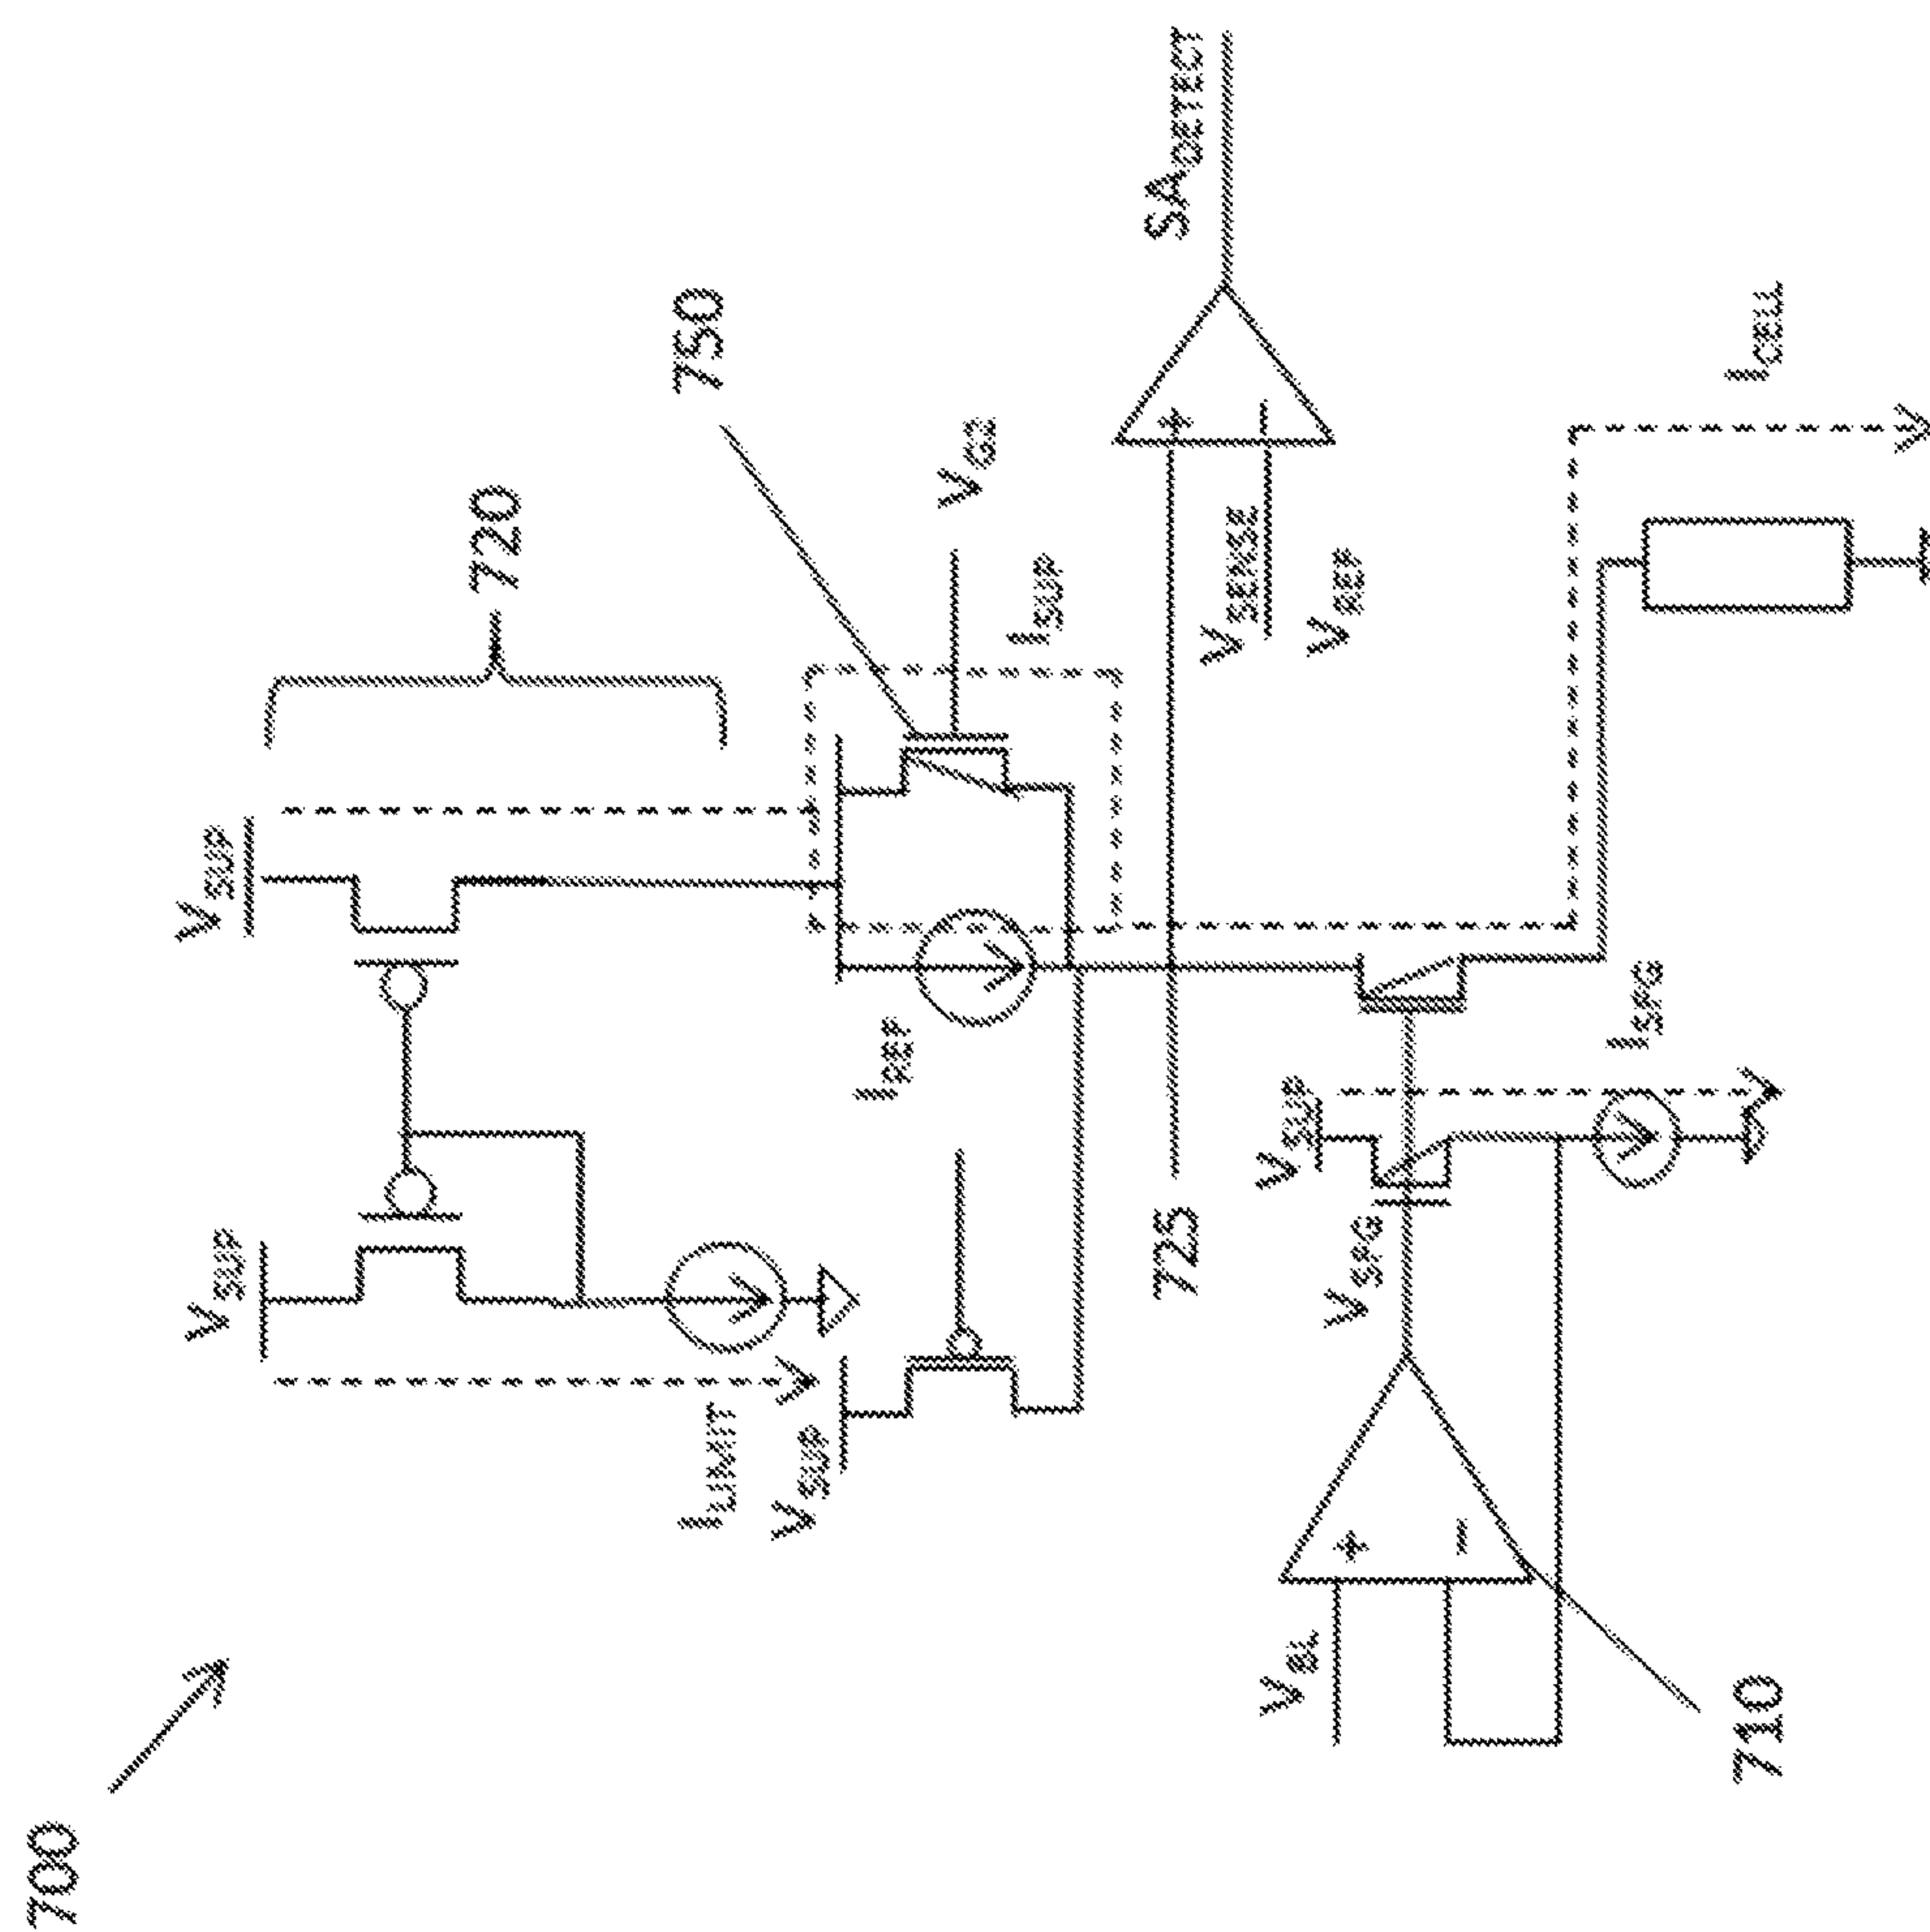 700
V_SUP
V_SUP
720
750
I_LIMIT
V_SUP
I_REF
V_G2
I_SUP
725
SA_DETECT
+
−
V_SENSE
V_REF
V_BL
+
−
V_SFG
V_SUP
I_SFG
I_CELL
710